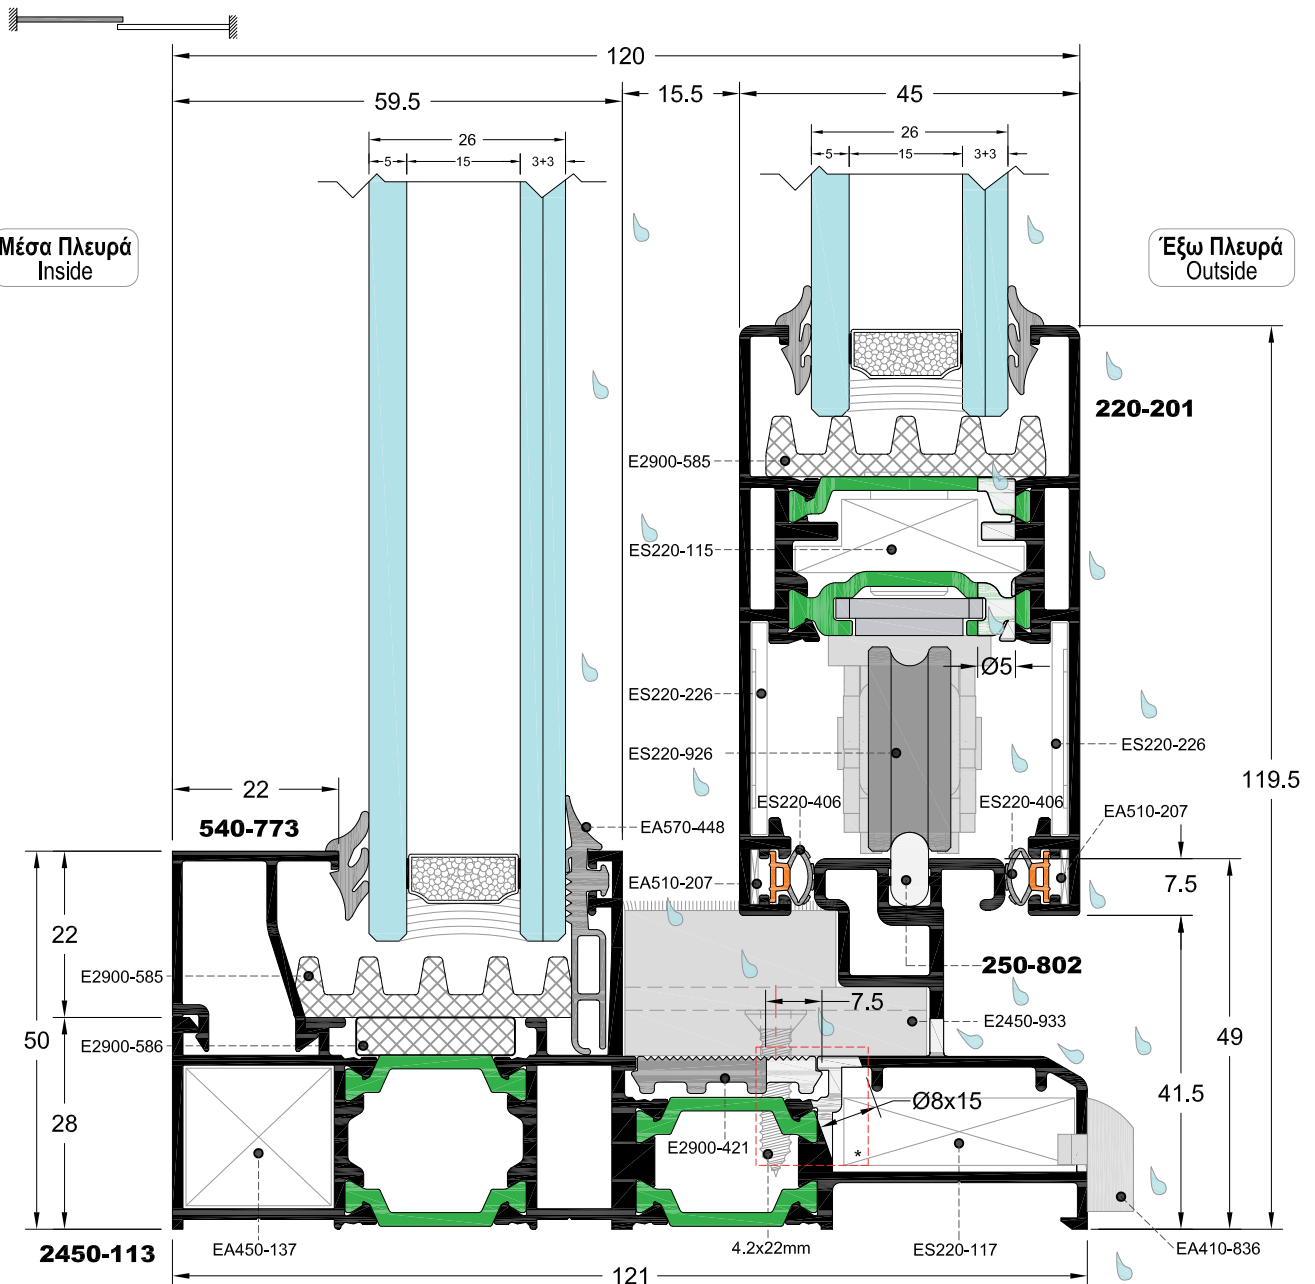 120
59.5
15.5
45
26
5
15
3+3
26
5
15
3+3
Μέσα Πλευρά
Inside
Έξω Πλευρά
Outside
220-201
E2900-585
ES220-115
Ø5
ES220-226
ES220-926
ES220-226
119.5
22
540-773
ES220-406
ES220-406
EA570-448
EA510-207
EA510-207
7.5
22
E2900-585
250-802
7.5
E2450-933
50
E2900-586
49
41.5
28
Ø8x15
E2900-421
*
2450-113
EA450-137
4.2x22mm
ES220-117
EA410-836
121